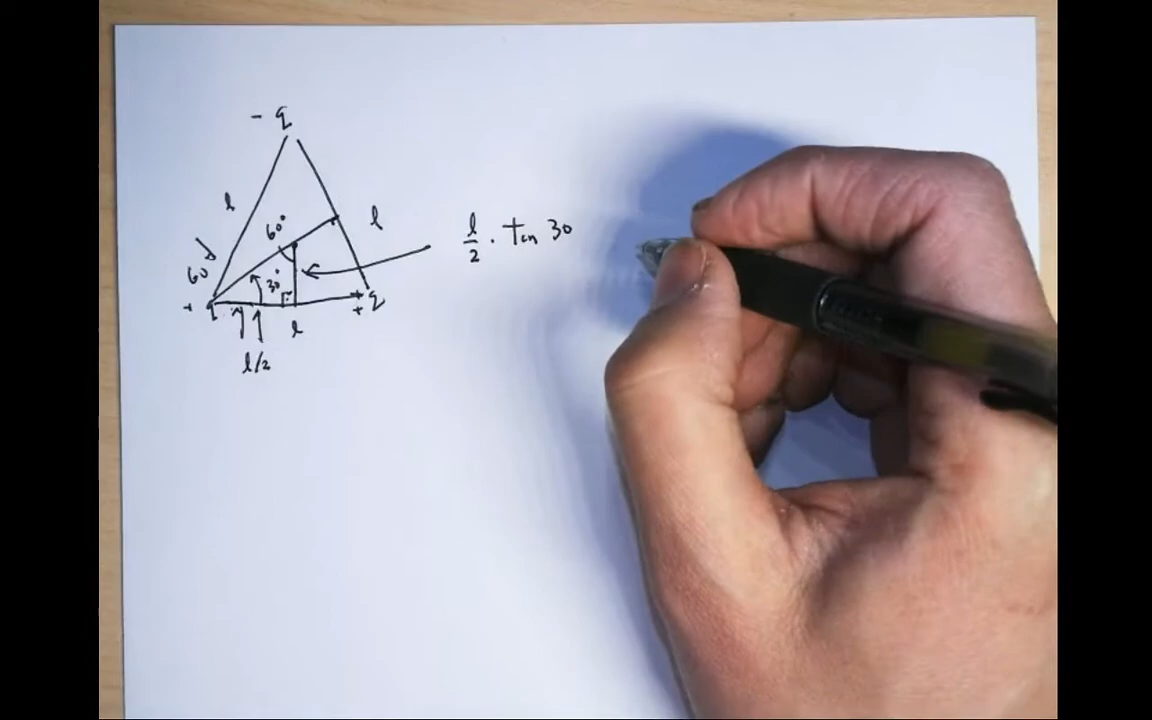 - q
l
l
60°
l/2 · tan 30
60
30°
+ q
+ q
l
l/2